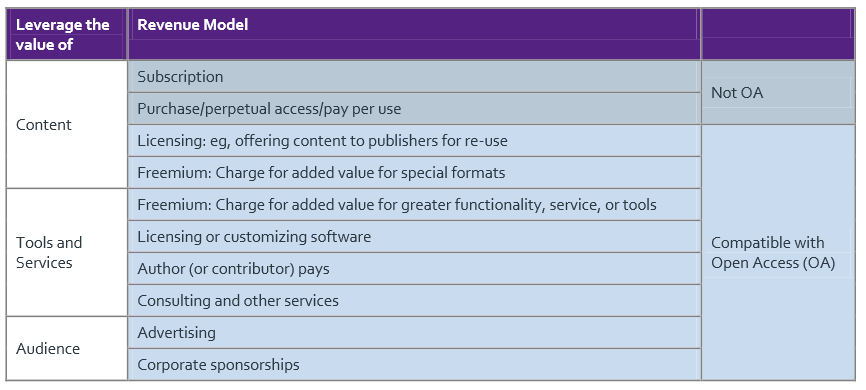 Leverage the
value of
Revenue Model
Content
Subscription
Not OA
Purchase/perpetual access/pay per use
Licensing: eg, offering content to publishers for re-use
Freemium: Charge for added value for special formats
Tools and
Services
Freemium: Charge for added value for greater functionality, service, or tools
Licensing or customizing software
Author (or contributor) pays
Consulting and other services
Compatible with
Open Access (OA)
Audience
Advertising
Corporate sponsorships